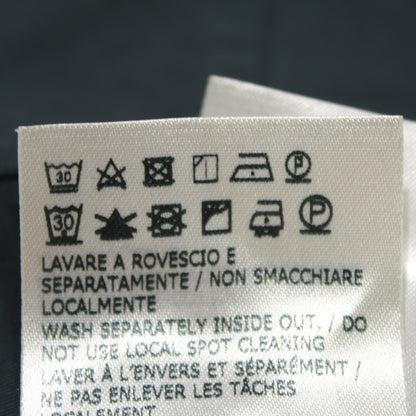 30 P
30 P
LAVARE A ROVESCIO E
SEPARATAMENTE / NON SMACCHIARE
LOCALMENTE
WASH SEPARATELY INSIDE OUT. / DO
NOT USE LOCAL SPOT CLEANING
LAVER À L'ENVERS ET SÉPARÉMENT /
NE PAS ENLEVER LES TÂCHES
LOCALEMENT